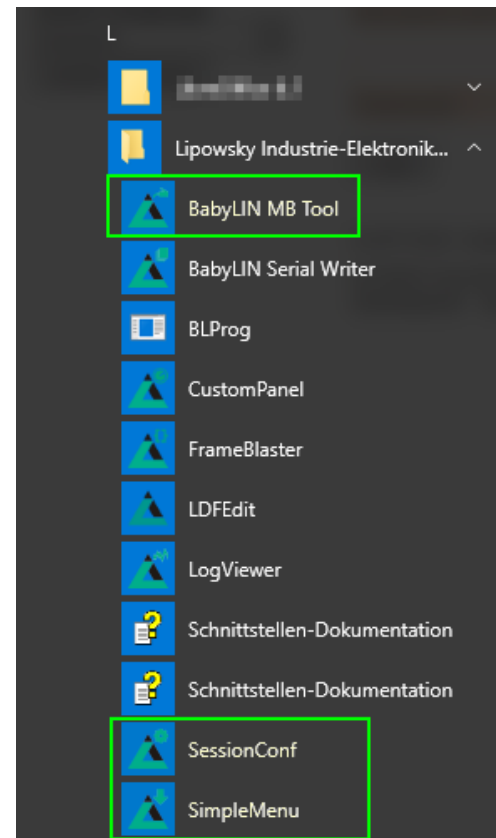 L
Lipowsky Industrie-Elektronik...
BabyLIN MB Tool
BabyLIN Serial Writer
BLProg
CustomPanel
FrameBlaster
LDFEdit
LogViewer
Schnittstellen-Dokumentation
Schnittstellen-Dokumentation
SessionConf
SimpleMenu